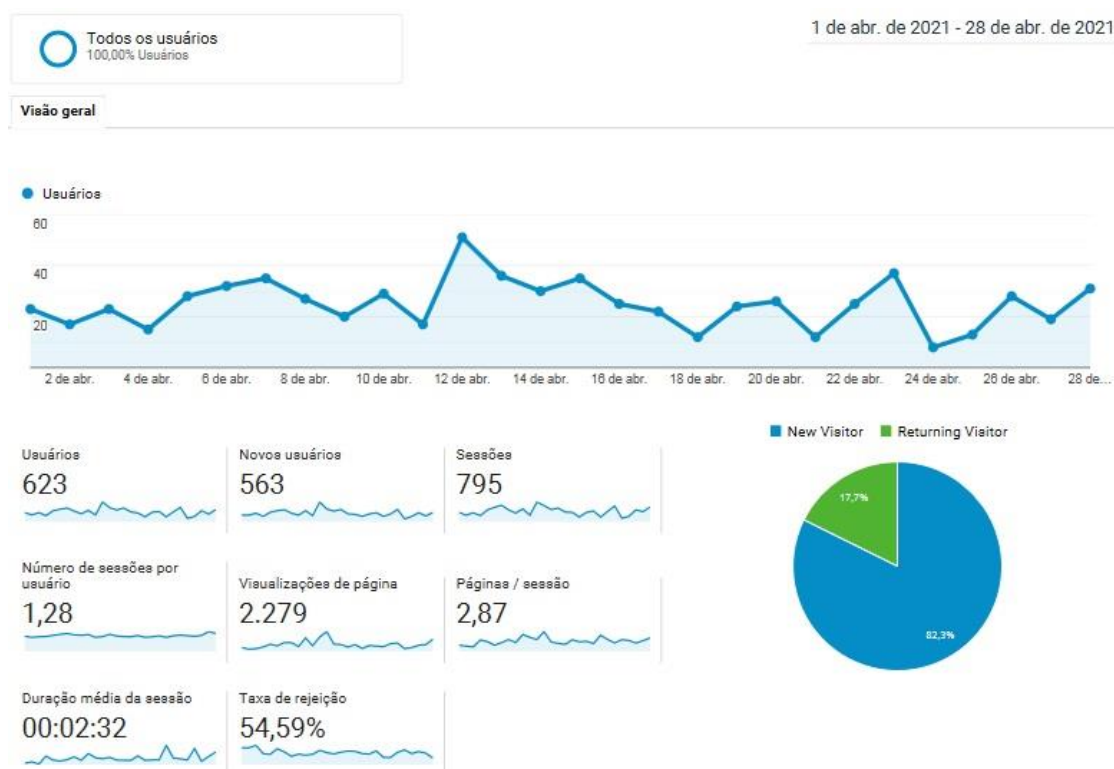 Todos os usuários
100,00% Usuários
1 de abr. de 2021 - 28 de abr. de 2021
Visão geral
Usuários
60
40
20
2 de abr.
4 de abr.
6 de abr.
8 de abr.
10 de abr.
12 de abr.
14 de abr.
16 de abr.
18 de abr.
20 de abr.
22 de abr.
24 de abr.
26 de abr.
28 de...
New Visitor
Returning Visitor
17,7%
82,3%
Usuários
623
Novos usuários
563
Sessões
795
Número de sessões por
usuário
1,28
Visualizações de página
2.279
Páginas / sessão
2,87
Duração média da sessão
00:02:32
Taxa de rejeição
54,59%